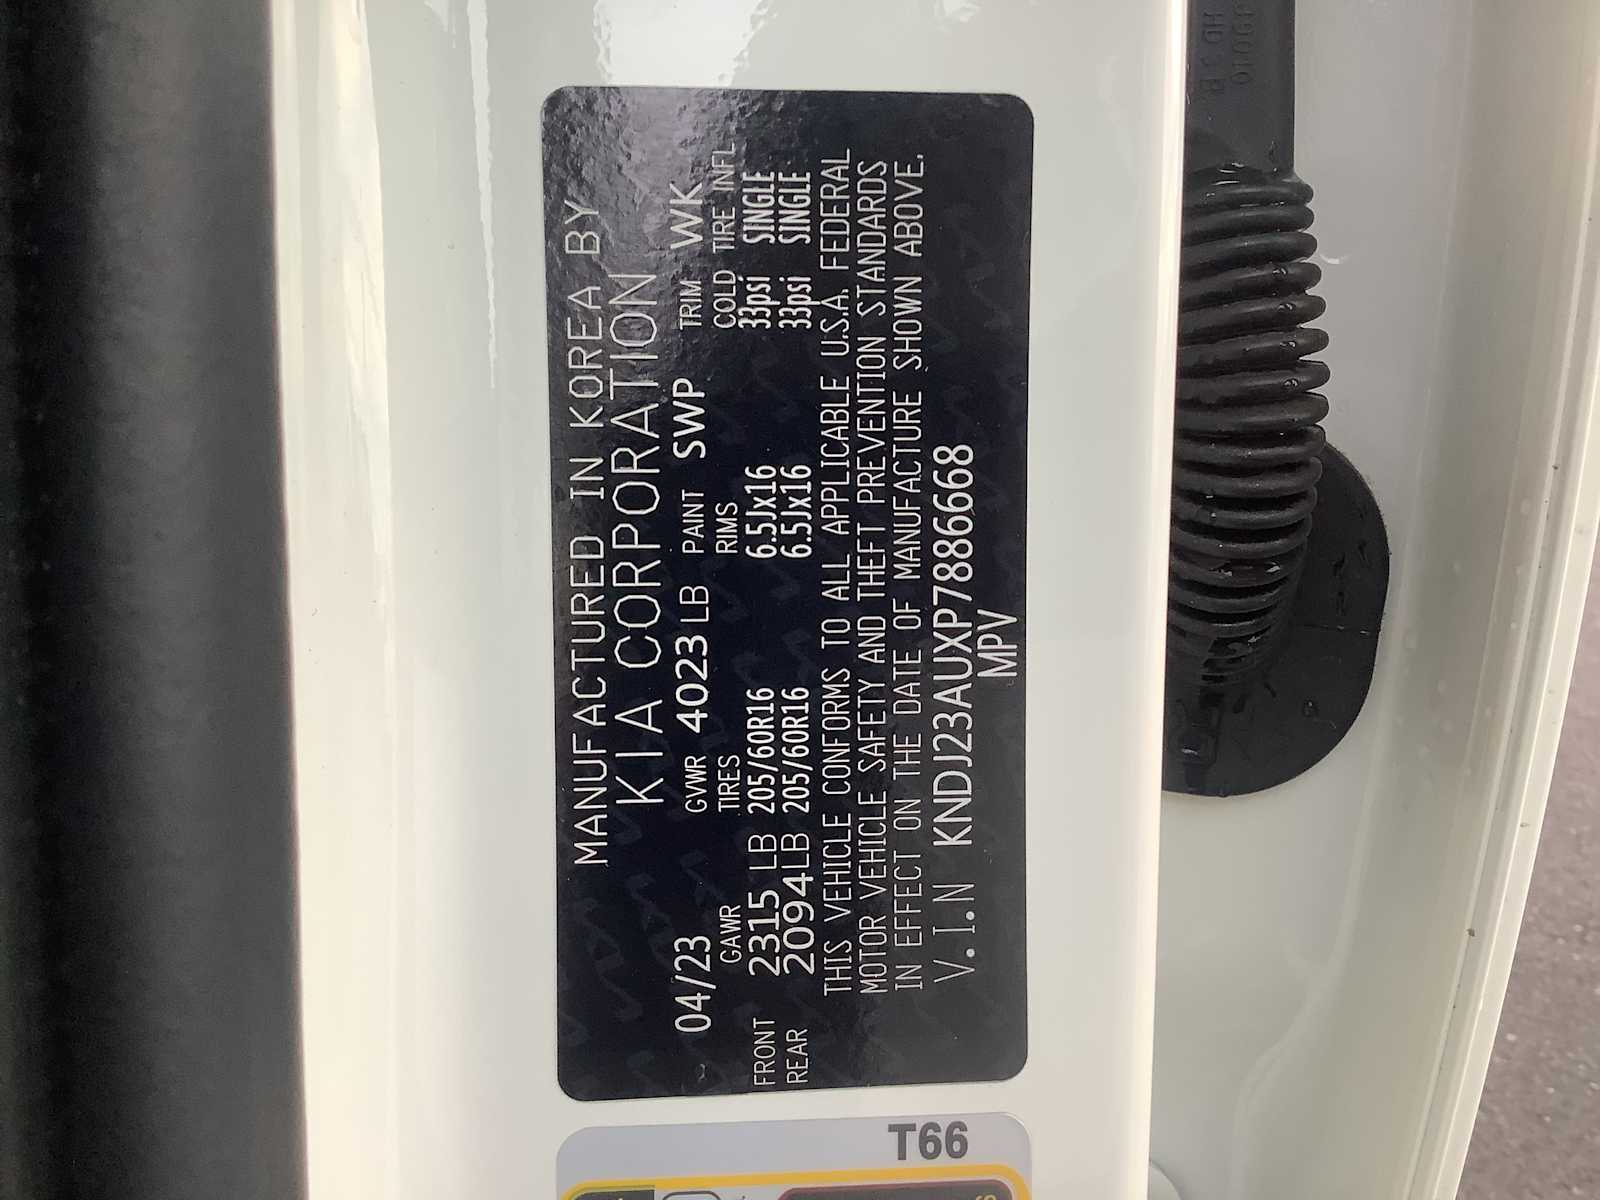 MANUFACTURED IN KOREA BY
KIA CORPORATION
04/23 GVWR 4023 LB PAINT SWP TRIM WK
GAWR TIRES RIMS COLD TIRE INFL
FRONT 2315 LB 205/60R16 6.5Jx16 33psi SINGLE
REAR 2094LB 205/60R16 6.5Jx16 33psi SINGLE
THIS VEHICLE CONFORMS TO ALL APPLICABLE U.S.A. FEDERAL
MOTOR VEHICLE SAFETY AND THEFT PREVENTION STANDARDS
IN EFFECT ON THE DATE OF MANUFACTURE SHOWN ABOVE.
V.I.N KNDJ23AUXP7886668
MPV
T66